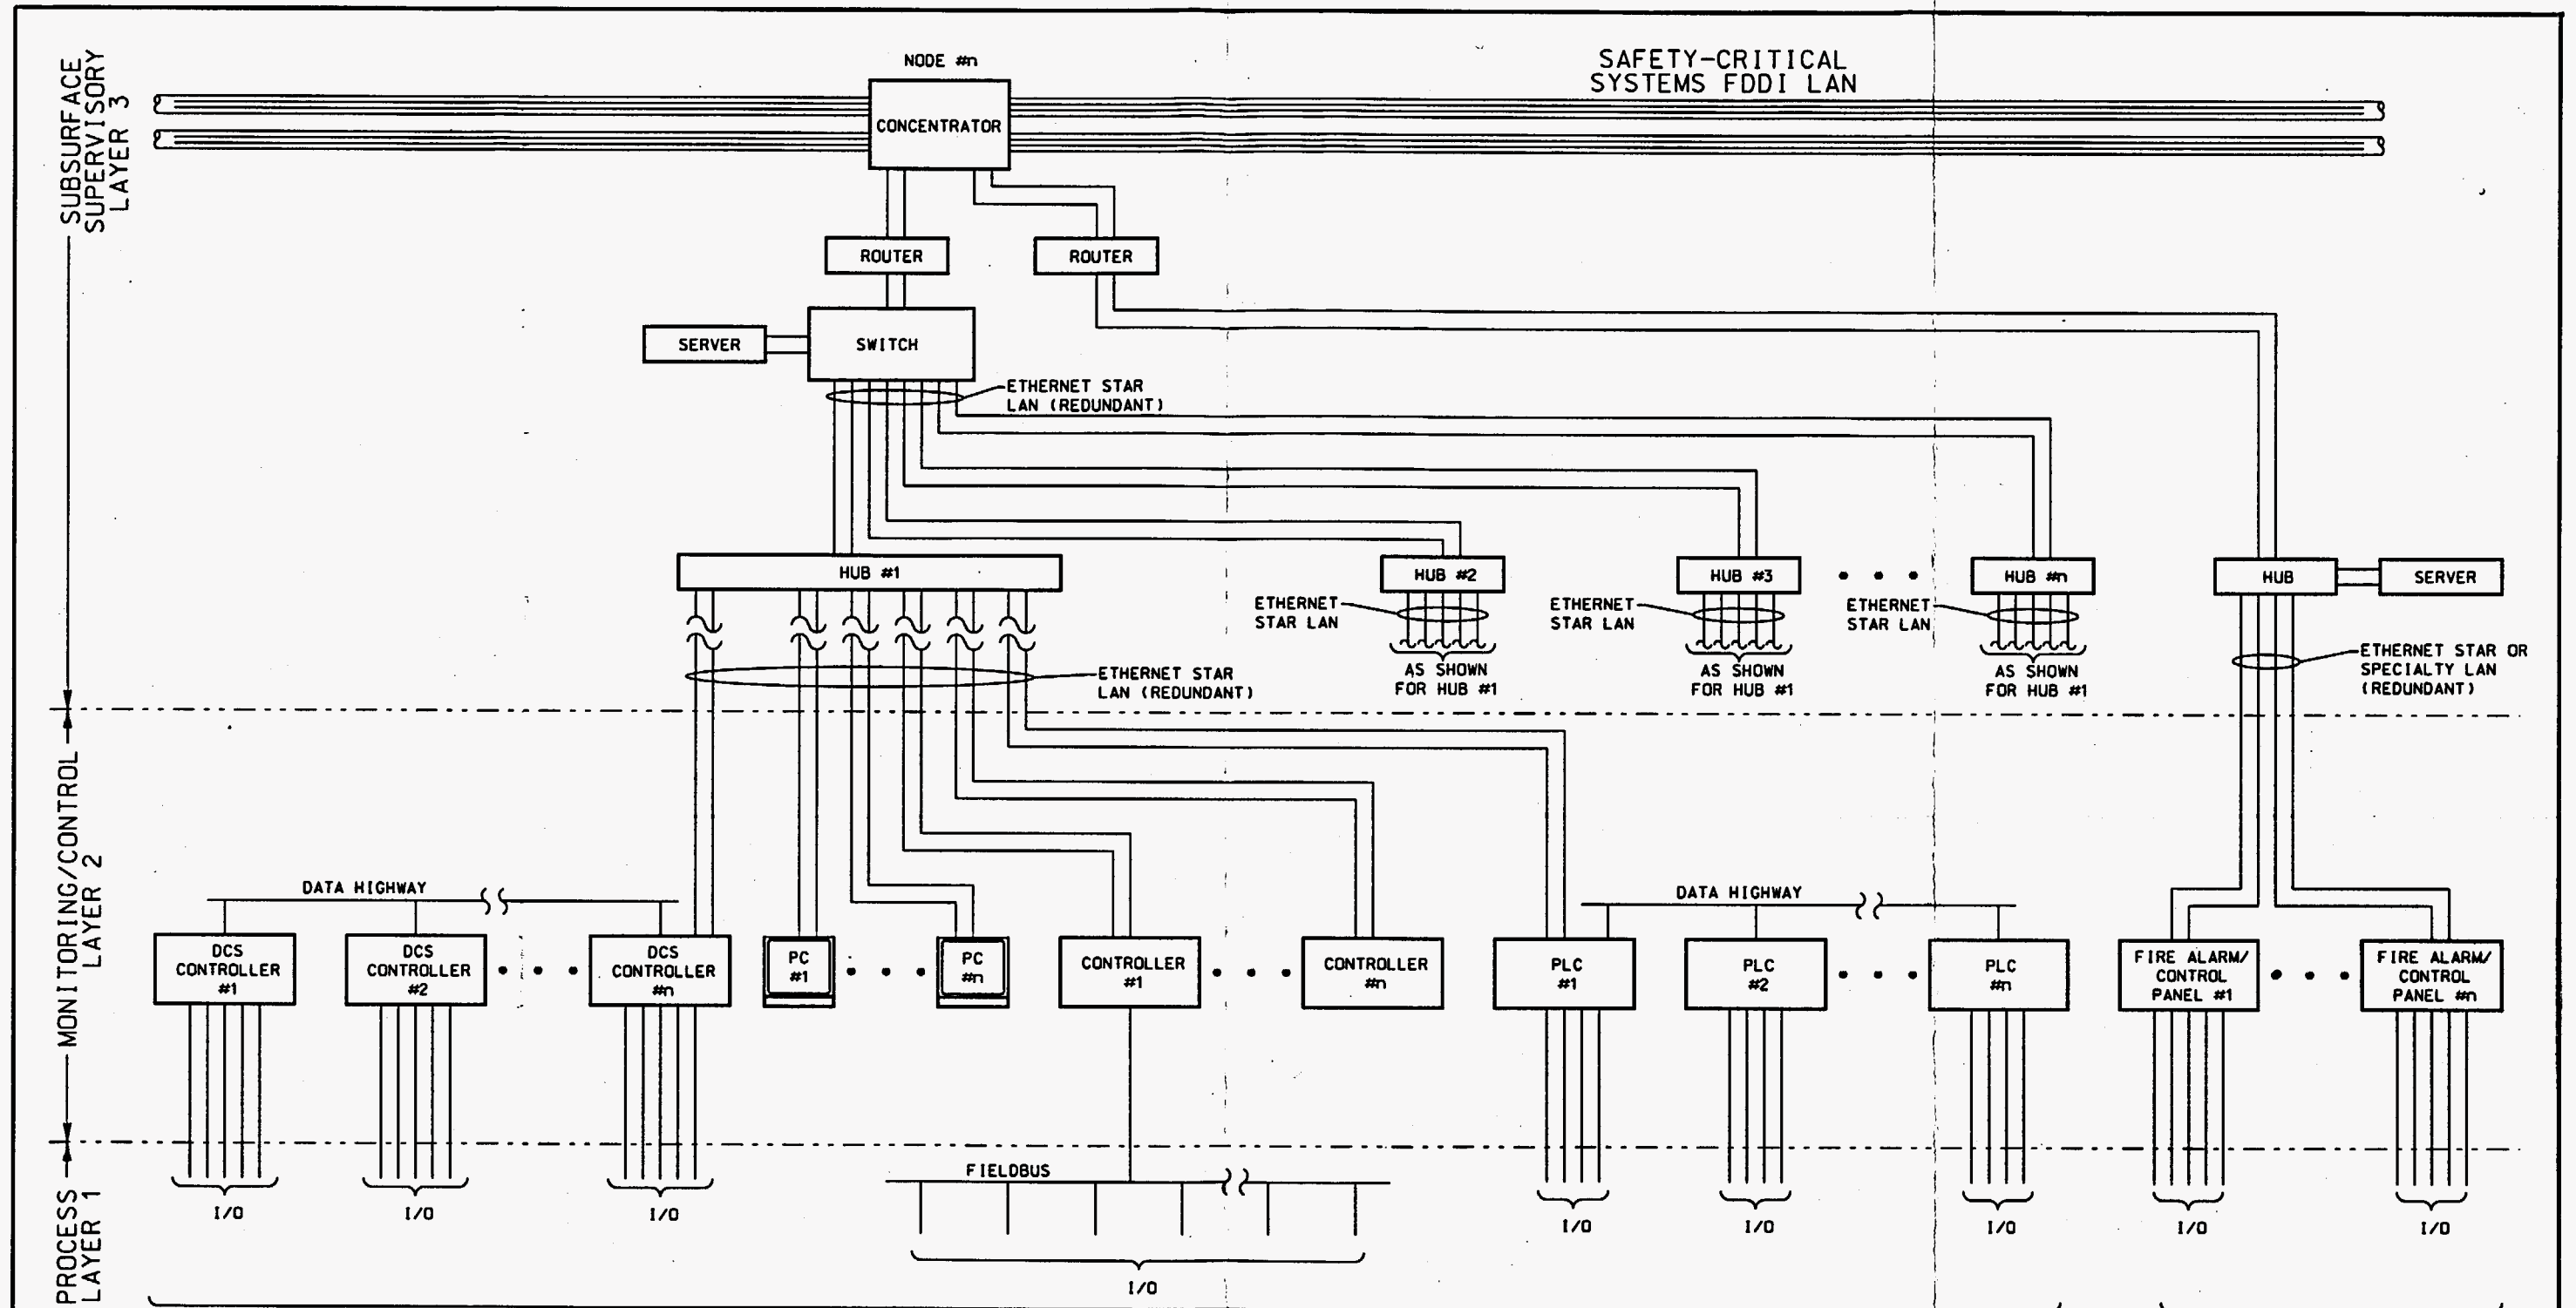 NODE #n
SAFETY-CRITICAL
SYSTEMS FDDI LAN
SUBSURFACE
SUPERVISORY
LAYER 3
CONCENTRATOR
ROUTER
ROUTER
SERVER
SWITCH
ETHERNET STAR
LAN (REDUNDANT)
HUB #1
HUB #2
HUB #3
HUB #n
HUB
SERVER
ETHERNET
STAR LAN
ETHERNET
STAR LAN
ETHERNET
STAR LAN
AS SHOWN
FOR HUB #1
AS SHOWN
FOR HUB #1
AS SHOWN
FOR HUB #1
ETHERNET STAR OR
SPECIALTY LAN
(REDUNDANT)
ETHERNET STAR
LAN (REDUNDANT)
MONITORING/CONTROL
LAYER 2
DATA HIGHWAY
DATA HIGHWAY
DCS
CONTROLLER
#1
DCS
CONTROLLER
#2
DCS
CONTROLLER
#n
PC
#1
PC
#n
CONTROLLER
#1
CONTROLLER
#n
PLC
#1
PLC
#2
PLC
#n
FIRE ALARM/
CONTROL
PANEL #1
FIRE ALARM/
CONTROL
PANEL #n
PROCESS
LAYER 1
FIELDBUS
I/O
I/O
I/O
I/O
I/O
I/O
I/O
I/O
I/O